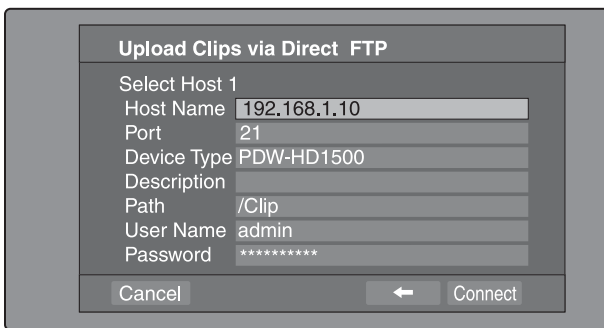 Upload Clips via Direct FTP
Select Host 1
Host Name 192.168.1.10
Port 21
Device Type PDW-HD1500
Description
Path /Clip
User Name admin
Password **********
Cancel ← Connect